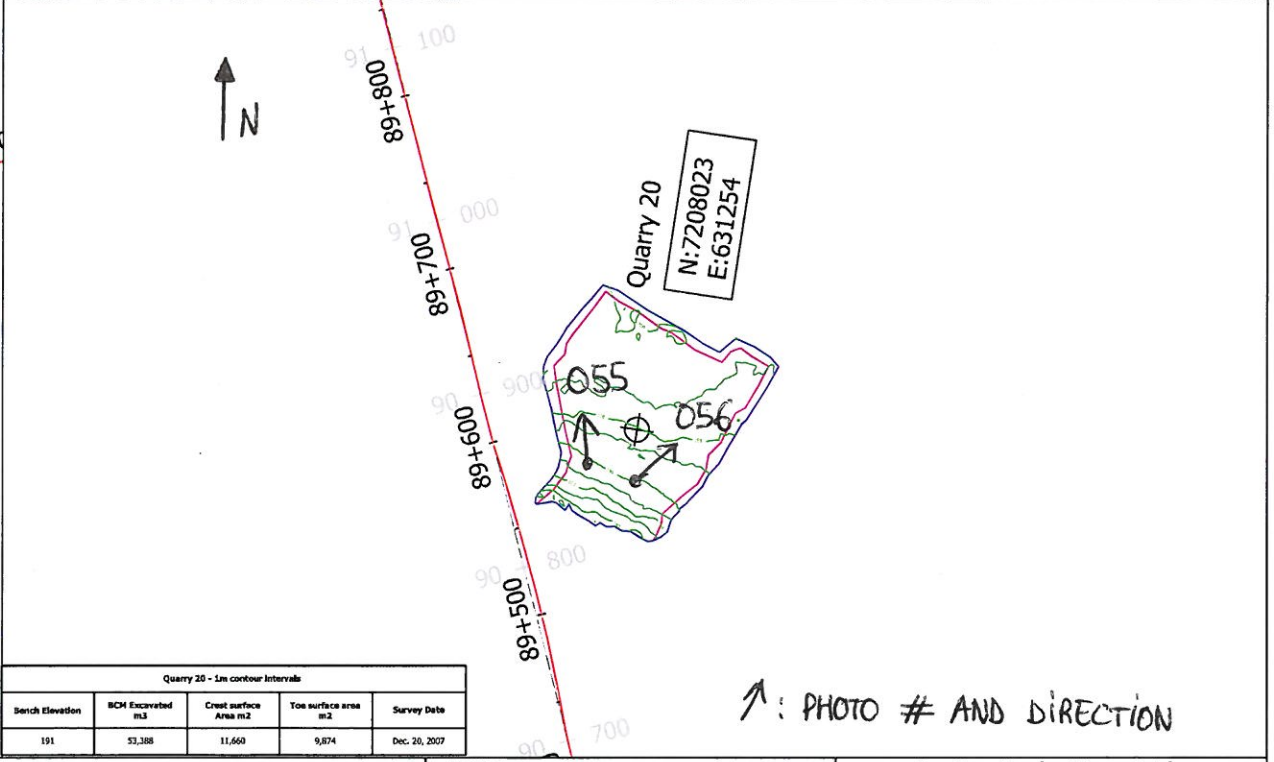 91 + 100
89+800
N
91 + 000
89+700
Quarry 20
N:7208023
E:631254
055
90 + 900
056
89+600
90 + 800
89+500
Quarry 20 - 1m contour intervals
Bench Elevation
BCM Excavated m3
Crest surface Area m2
Toe surface area m2
Survey Date
191
53,388
11,660
9,874
Dec. 20, 2007
↗: PHOTO # AND DIRECTION
90 700